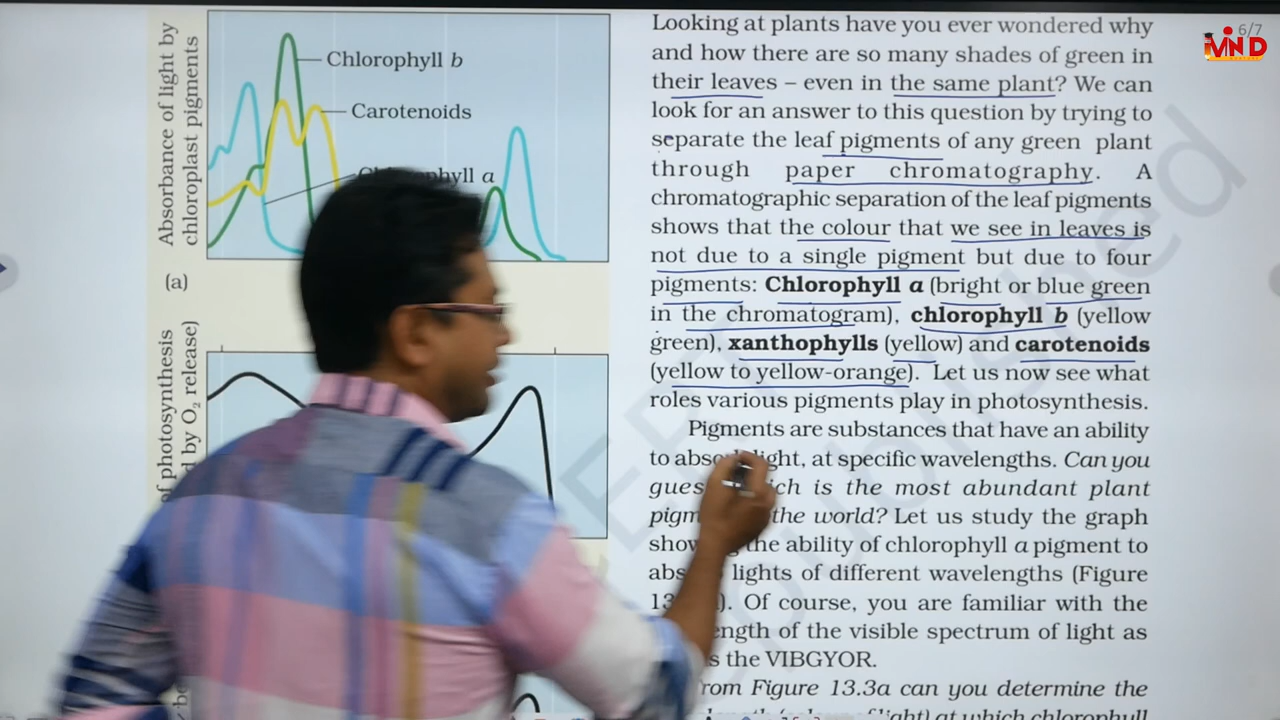 Absorbance of light by
chloroplast pigments
Chlorophyll b
Carotenoids
a
(a)
of photosynthesis
by O2 release)
Looking at plants have you ever wondered why
and how there are so many shades of green in
their leaves – even in the same plant? We can
look for an answer to this question by trying to
separate the leaf pigments of any green plant
through paper chromatography. A
chromatographic separation of the leaf pigments
shows that the colour that we see in leaves is
not due to a single pigment but due to four
pigments: Chlorophyll a (bright or blue green
in the chromatogram), chlorophyll b (yellow
green), xanthophylls (yellow) and carotenoids
(yellow to yellow-orange). Let us now see what
roles various pigments play in photosynthesis.
Pigments are substances that have an ability
to light, at specific wavelengths. Can you
is the most abundant plant
the world? Let us study the graph
the ability of chlorophyll a pigment to
lights of different wavelengths (Figure
13 ). Of course, you are familiar with the
of the visible spectrum of light as
the VIBGYOR.
From Figure 13.3a can you determine the
at which chlorophyll
6/7
MIND